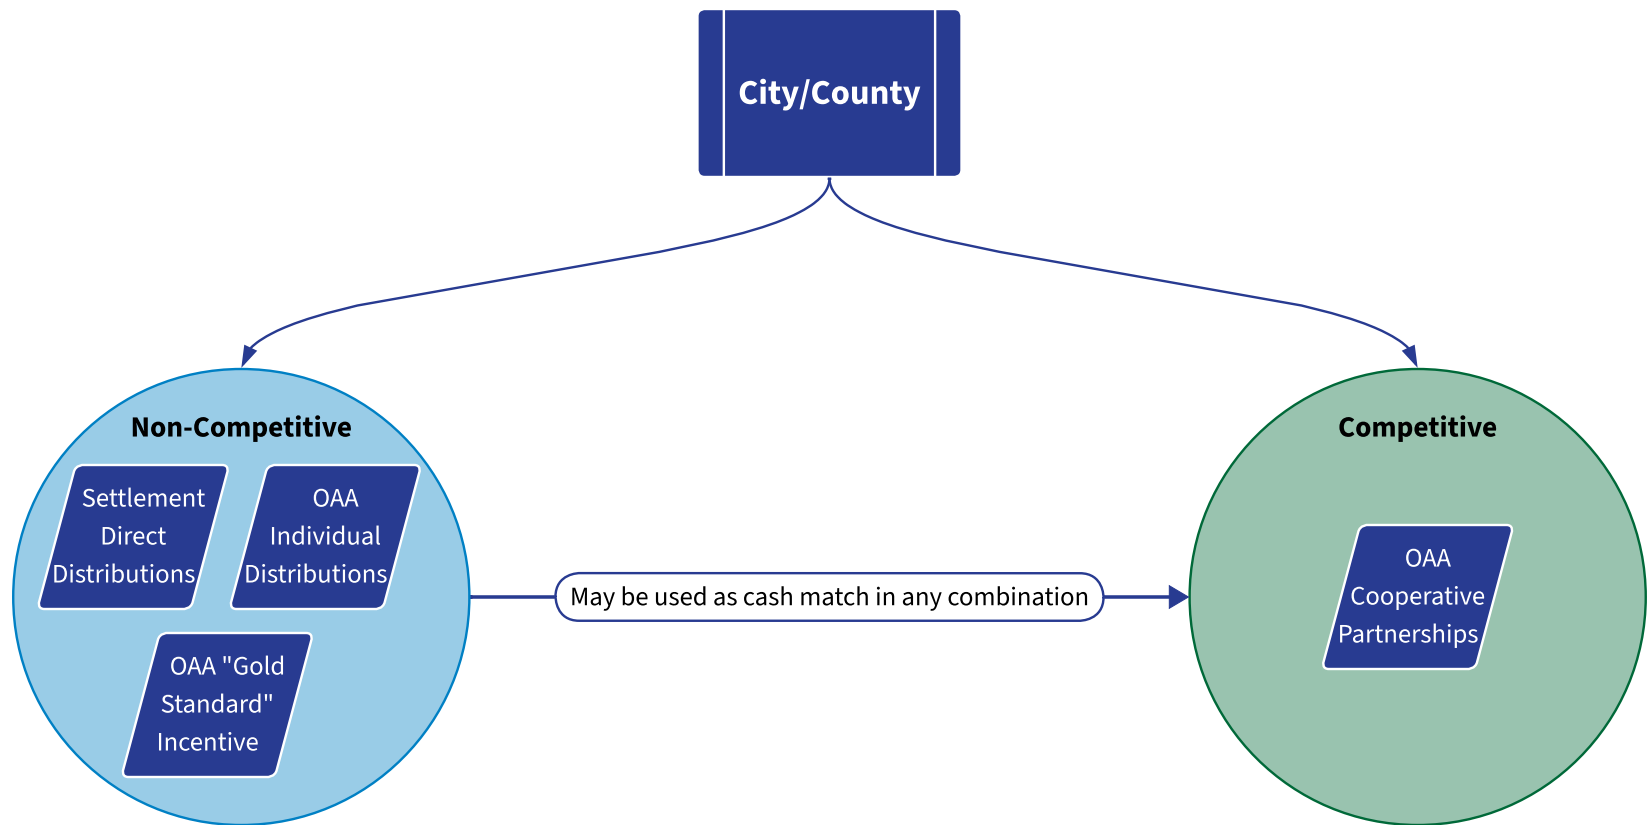 City/County
Non-Competitive
Settlement
Direct
Distributions
OAA
Individual
Distributions
OAA "Gold
Standard"
Incentive
May be used as cash match in any combination
Competitive
OAA
Cooperative
Partnerships